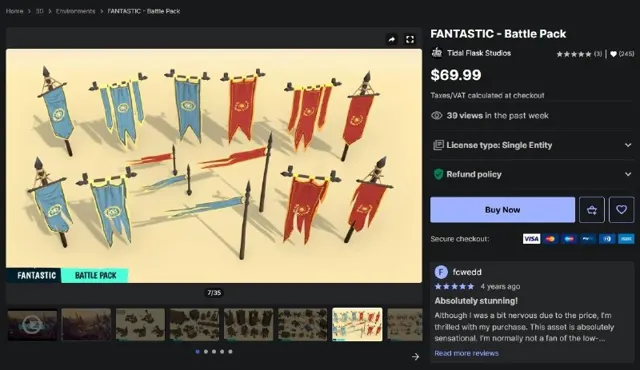 Home > 3D > Environments > FANTASTIC - Battle Pack
FANTASTIC - Battle Pack
Tidal Flask Studios
(3) | (245)
$69.99
Taxes/VAT calculated at checkout
39 views in the past week
License type: Single Entity
Refund policy
Buy Now
Secure checkout:
VISA
FANTASTIC BATTLE PACK
7/35
F fcwedd
4 years ago
Absolutely stunning!
Although I was a bit nervous due to the price, I'm
thrilled with my purchase. This asset is absolutely
sensational. I'm normally not a fan of the low-...
Read more reviews